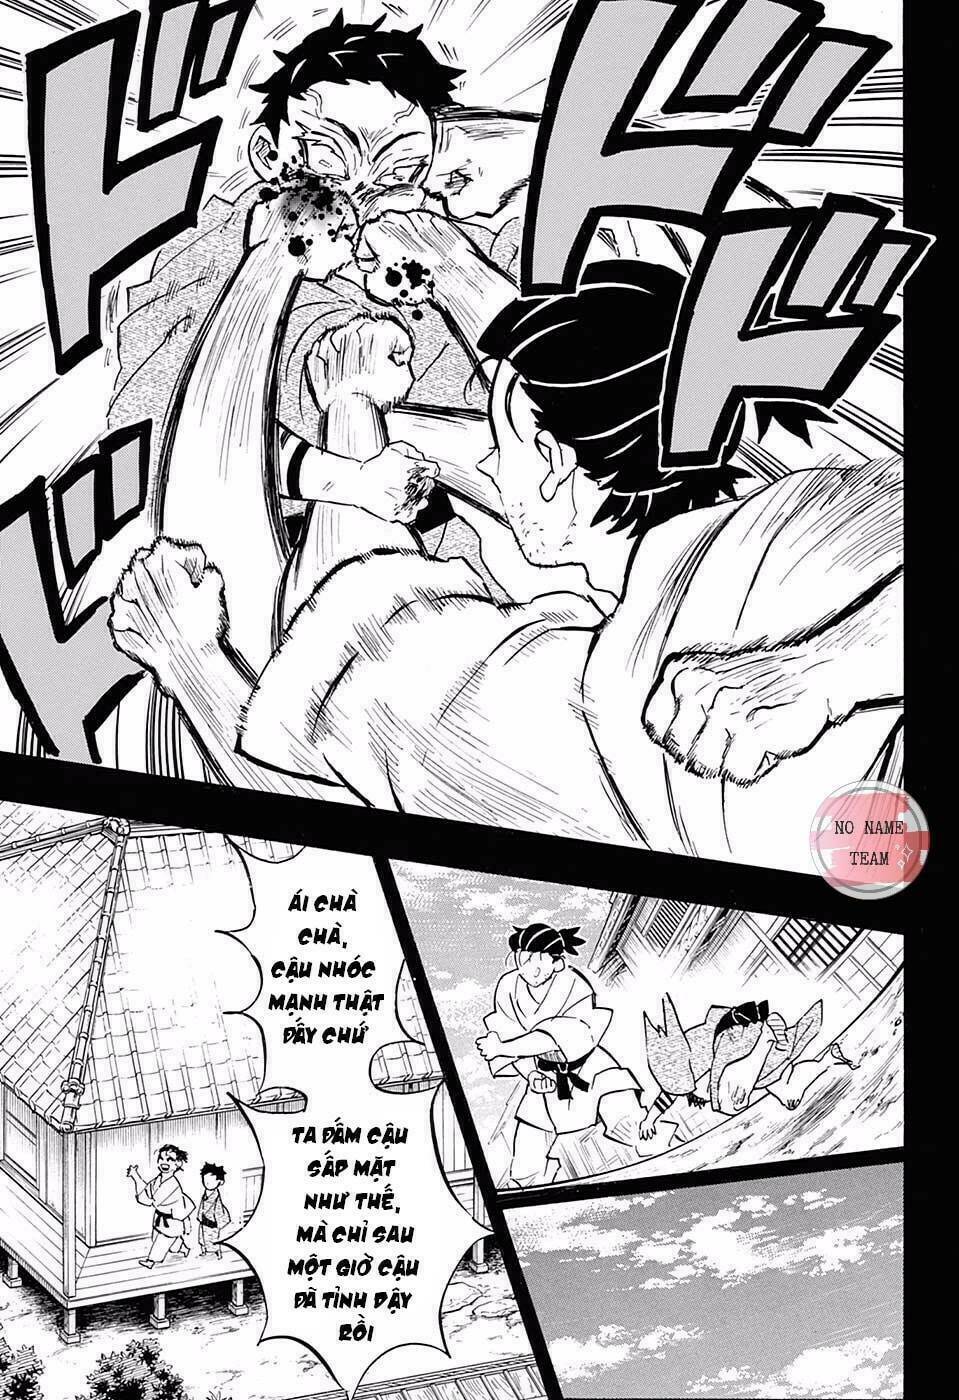 ド
ド
ド
ド
NO NAME
TEAM
ÁI CHÀ
CHÀ,
CẬU NHÓC
MẠNH THẬT
ĐẤY CHỨ
TA ĐẤM CẬU
SẤP MẶT
NHƯ THẾ,
MÀ CHỈ SAU
MỘT GIỜ CẬU
ĐÃ TỈNH DẬY
RỒI